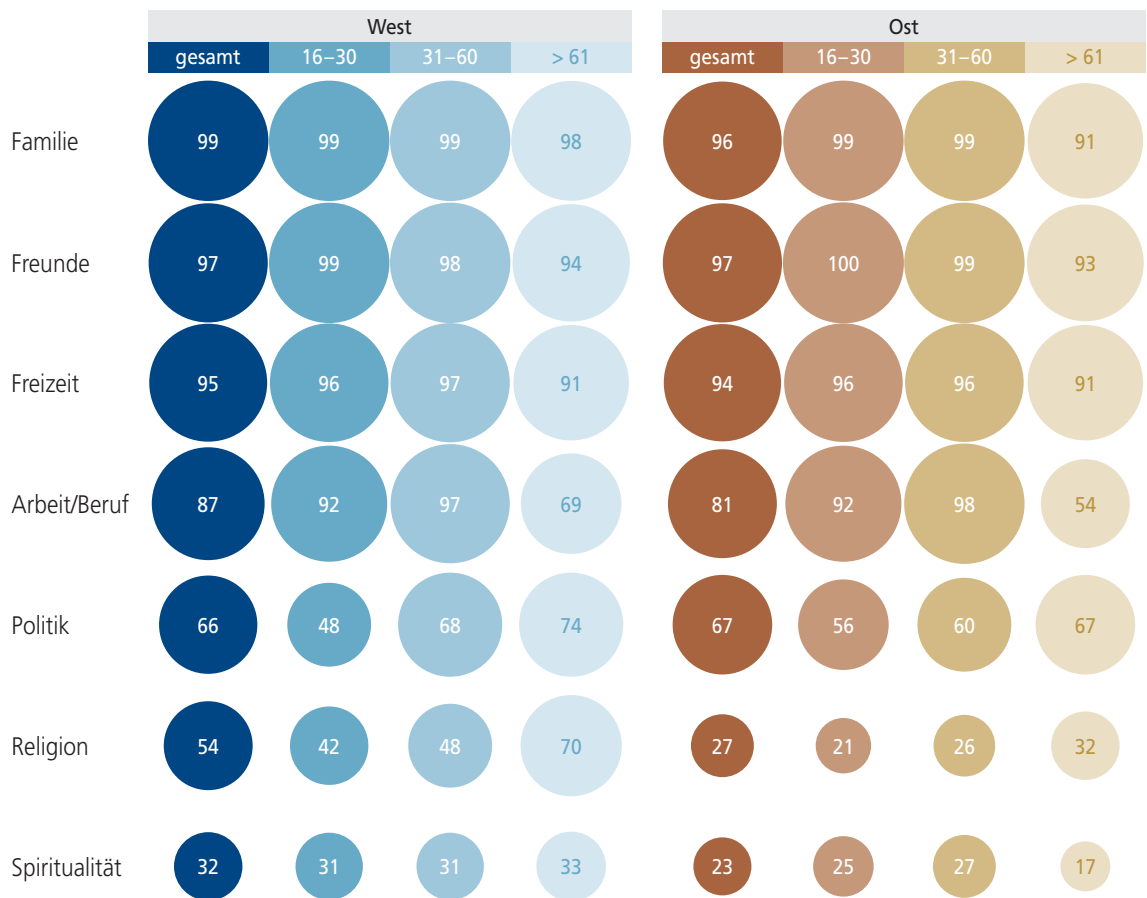 West Ost
gesamt 16–30 31–60 > 61 gesamt 16–30 31–60 > 61
Familie 99 99 99 98 96 99 99 91
Freunde 97 99 98 94 97 100 99 93
Freizeit 95 96 97 91 94 96 96 91
Arbeit/Beruf 87 92 97 69 81 92 98 54
Politik 66 48 68 74 67 56 60 67
Religion 54 42 48 70 27 21 26 32
Spiritualität 32 31 31 33 23 25 27 17